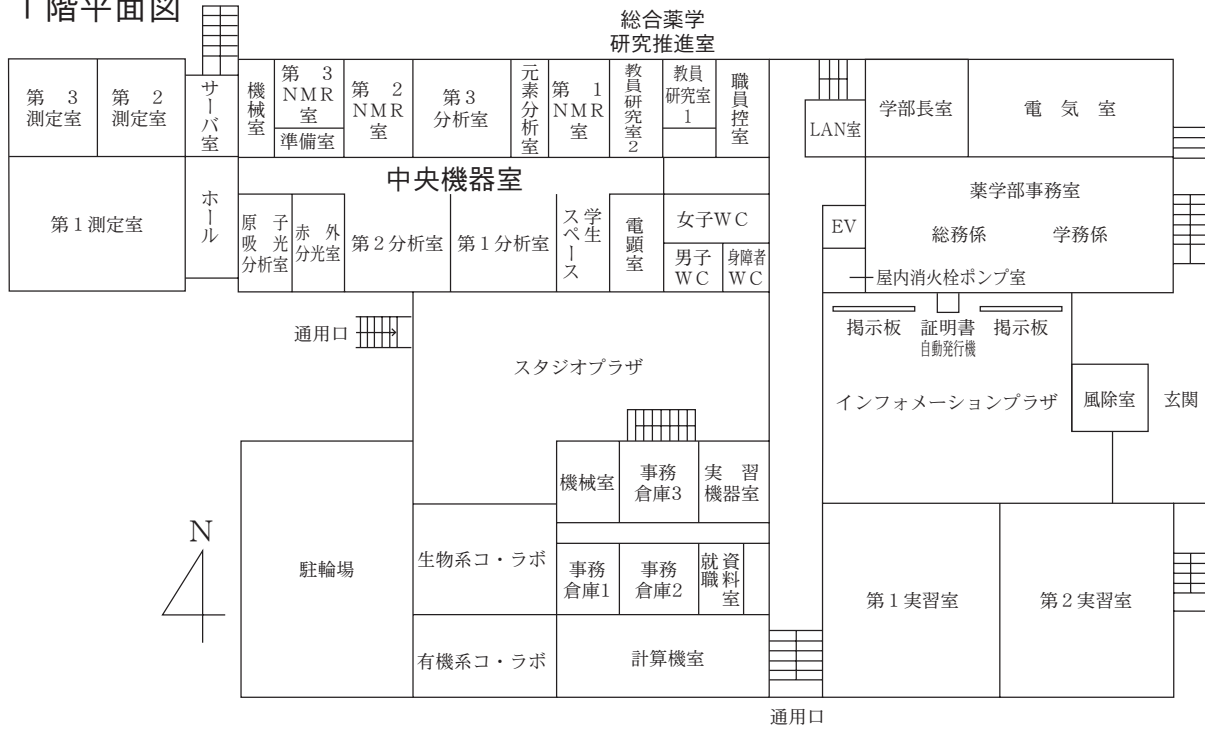 1階平面図
総合薬学
研究推進室
第 3
測定室
第 2
測定室
サーバ室
機械室
第 3
NMR
室
準備室
第 2
NMR
室
第3
分析室
元素分析室
第 1
NMR
室
教員研究室2
教員
研究室
1
職員控室
LAN室
学部長室
電 気 室
中央機器室
第1測定室
ホール
原 子
吸 光
分析室
赤 外
分光室
第2分析室
第1分析室
学生
スペース
電顕室
女子WC
男子
WC
身障者
WC
EV
薬学部事務室
総務係
学務係
屋内消火栓ポンプ室
掲示板
証明書
自動発行機
掲示板
通用口
スタジオプラザ
インフォメーションプラザ
風除室
玄関
機械室
事務
倉庫3
実 習
機器室
N
駐輪場
生物系コ・ラボ
事務
倉庫1
事務
倉庫2
就職
資料室
第1実習室
第2実習室
有機系コ・ラボ
計算機室
通用口